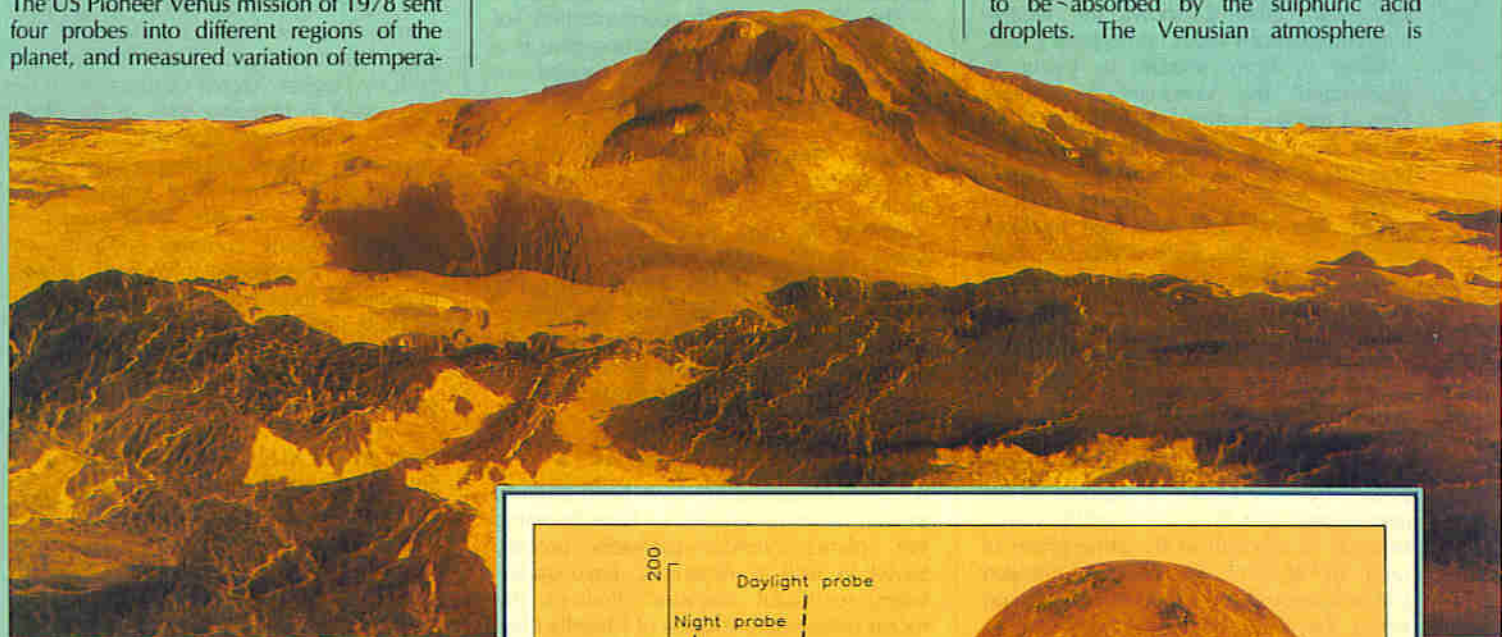 The US Pioneer Venus mission of 1978 sent
four probes into different regions of the
planet, and measured variation of tempera-
to be absorbed by the sulphuric acid
droplets. The Venusian atmosphere is
200
Daylight probe
Night probe